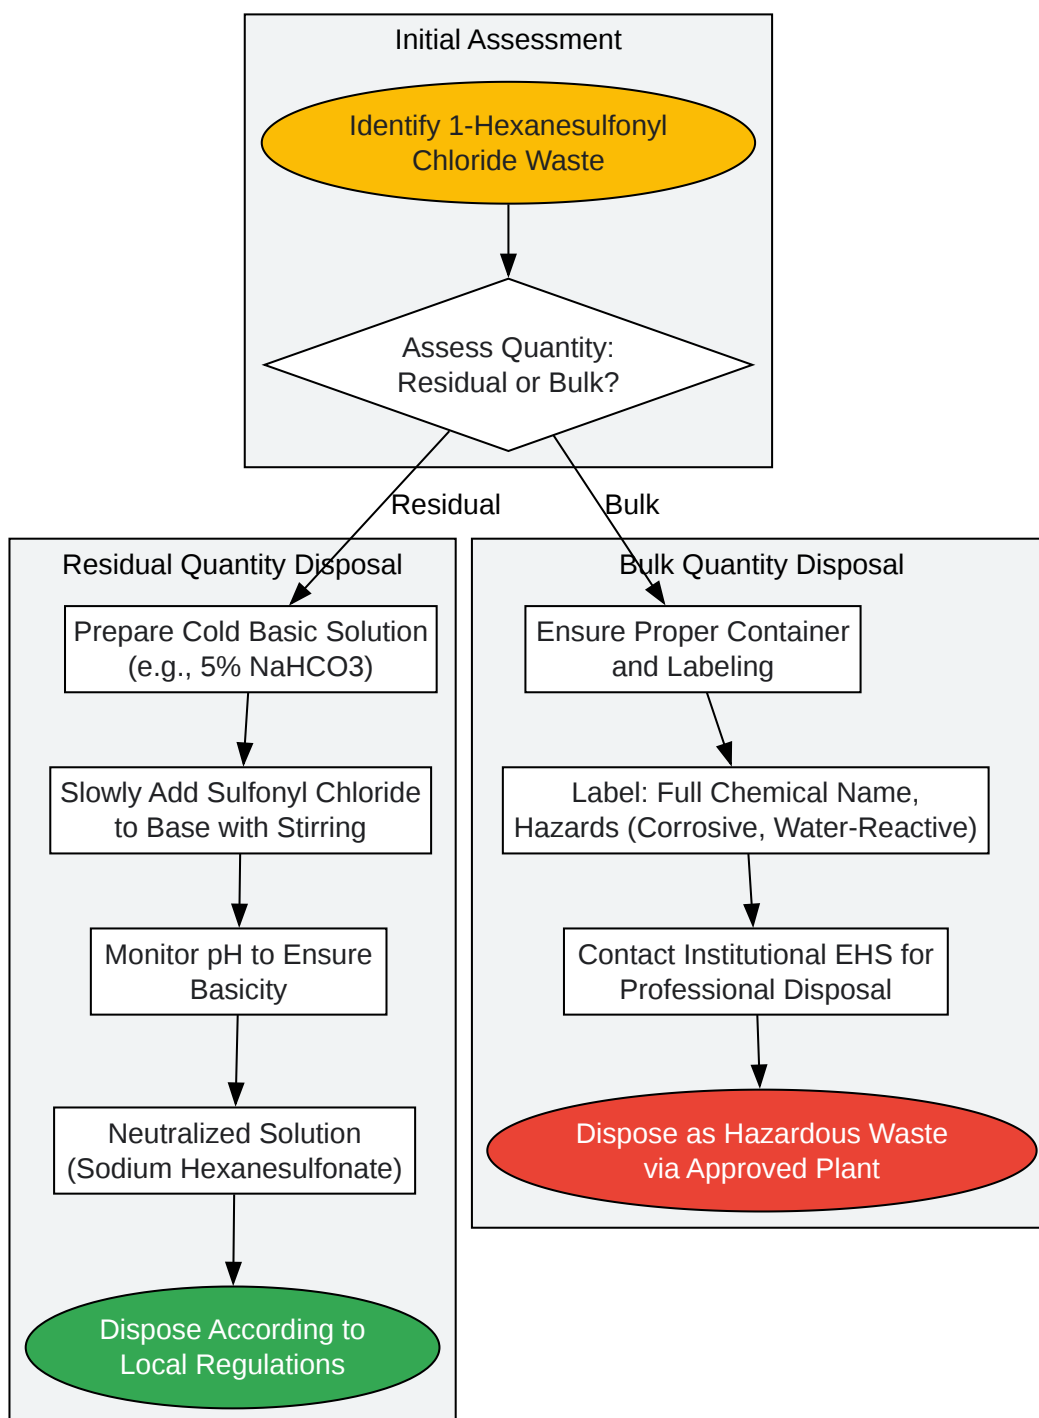 Initial Assessment
Identify 1-Hexanesulfonyl
Chloride Waste
Assess Quantity:
Residual or Bulk?
Residual
Bulk
Residual Quantity Disposal
Prepare Cold Basic Solution
(e.g., 5% NaHCO3)
Slowly Add Sulfonyl Chloride
to Base with Stirring
Monitor pH to Ensure
Basicity
Neutralized Solution
(Sodium Hexanesulfonate)
Dispose According to
Local Regulations
Bulk Quantity Disposal
Ensure Proper Container
and Labeling
Label: Full Chemical Name,
Hazards (Corrosive, Water-Reactive)
Contact Institutional EHS for
Professional Disposal
Dispose as Hazardous Waste
via Approved Plant